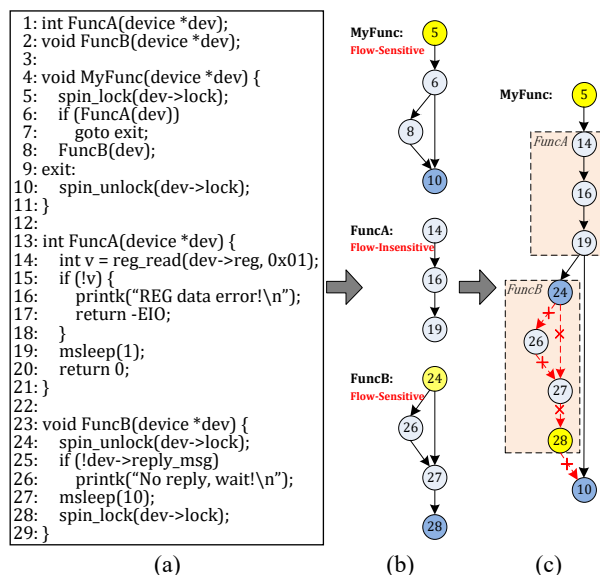 1: int FuncA(device *dev);
2: void FuncB(device *dev);
3:
4: void MyFunc(device *dev) {
5: spin_lock(dev->lock);
6: if (FuncA(dev))
7: goto exit;
8: FuncB(dev);
9: exit:
10: spin_unlock(dev->lock);
11: }
12:
13: int FuncA(device *dev) {
14: int v = reg_read(dev->reg, 0x01);
15: if (!v) {
16: printk(“REG data error!\n”);
17: return -EIO;
18: }
19: msleep(1);
20: return 0;
21: }
22:
23: void FuncB(device *dev) {
24: spin_unlock(dev->lock);
25: if (!dev->reply_msg)
26: printk(“No reply, wait!\n”);
27: msleep(10);
28: spin_lock(dev->lock);
29: }
(a)
MyFunc:
Flow-Sensitive
5
6
8
10
FuncA:
Flow-Insensitive
14
16
19
FuncB:
Flow-Sensitive
24
26
27
28
(b)
MyFunc:
5
FuncA
14
16
19
FuncB
24
26
27
28
10
(c)